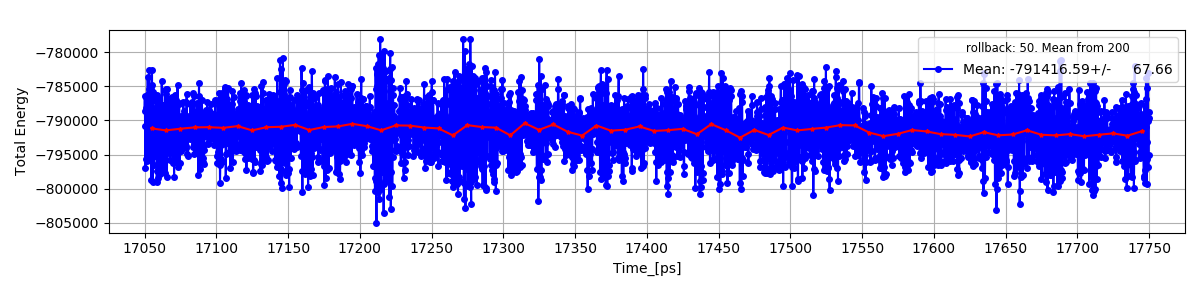 rollback: 50. Mean from 200
Mean: -791416.59+/-     67.66
Total Energy
−780000
−785000
−790000
−795000
−800000
−805000
17050 17100 17150 17200 17250 17300 17350 17400 17450 17500 17550 17600 17650 17700 17750
Time_[ps]